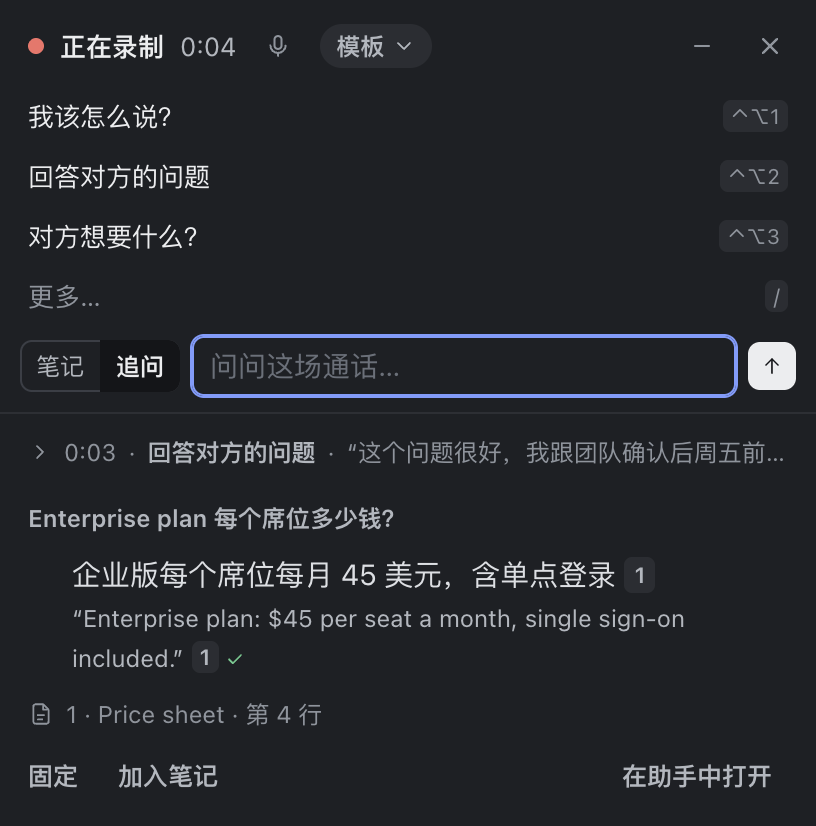 正在录制 0:04 模板
我该怎么说? ^⌥1
回答对方的问题 ^⌥2
对方想要什么? ^⌥3
更多... /
笔记 追问 问问这场通话...
0:03 · 回答对方的问题 · “这个问题很好，我跟团队确认后周五前...
Enterprise plan 每个席位多少钱?
企业版每个席位每月 45 美元，含单点登录 1
“Enterprise plan: $45 per seat a month, single sign-on
included.” 1 ✓
1 · Price sheet · 第 4 行
固定 加入笔记 在助手中打开